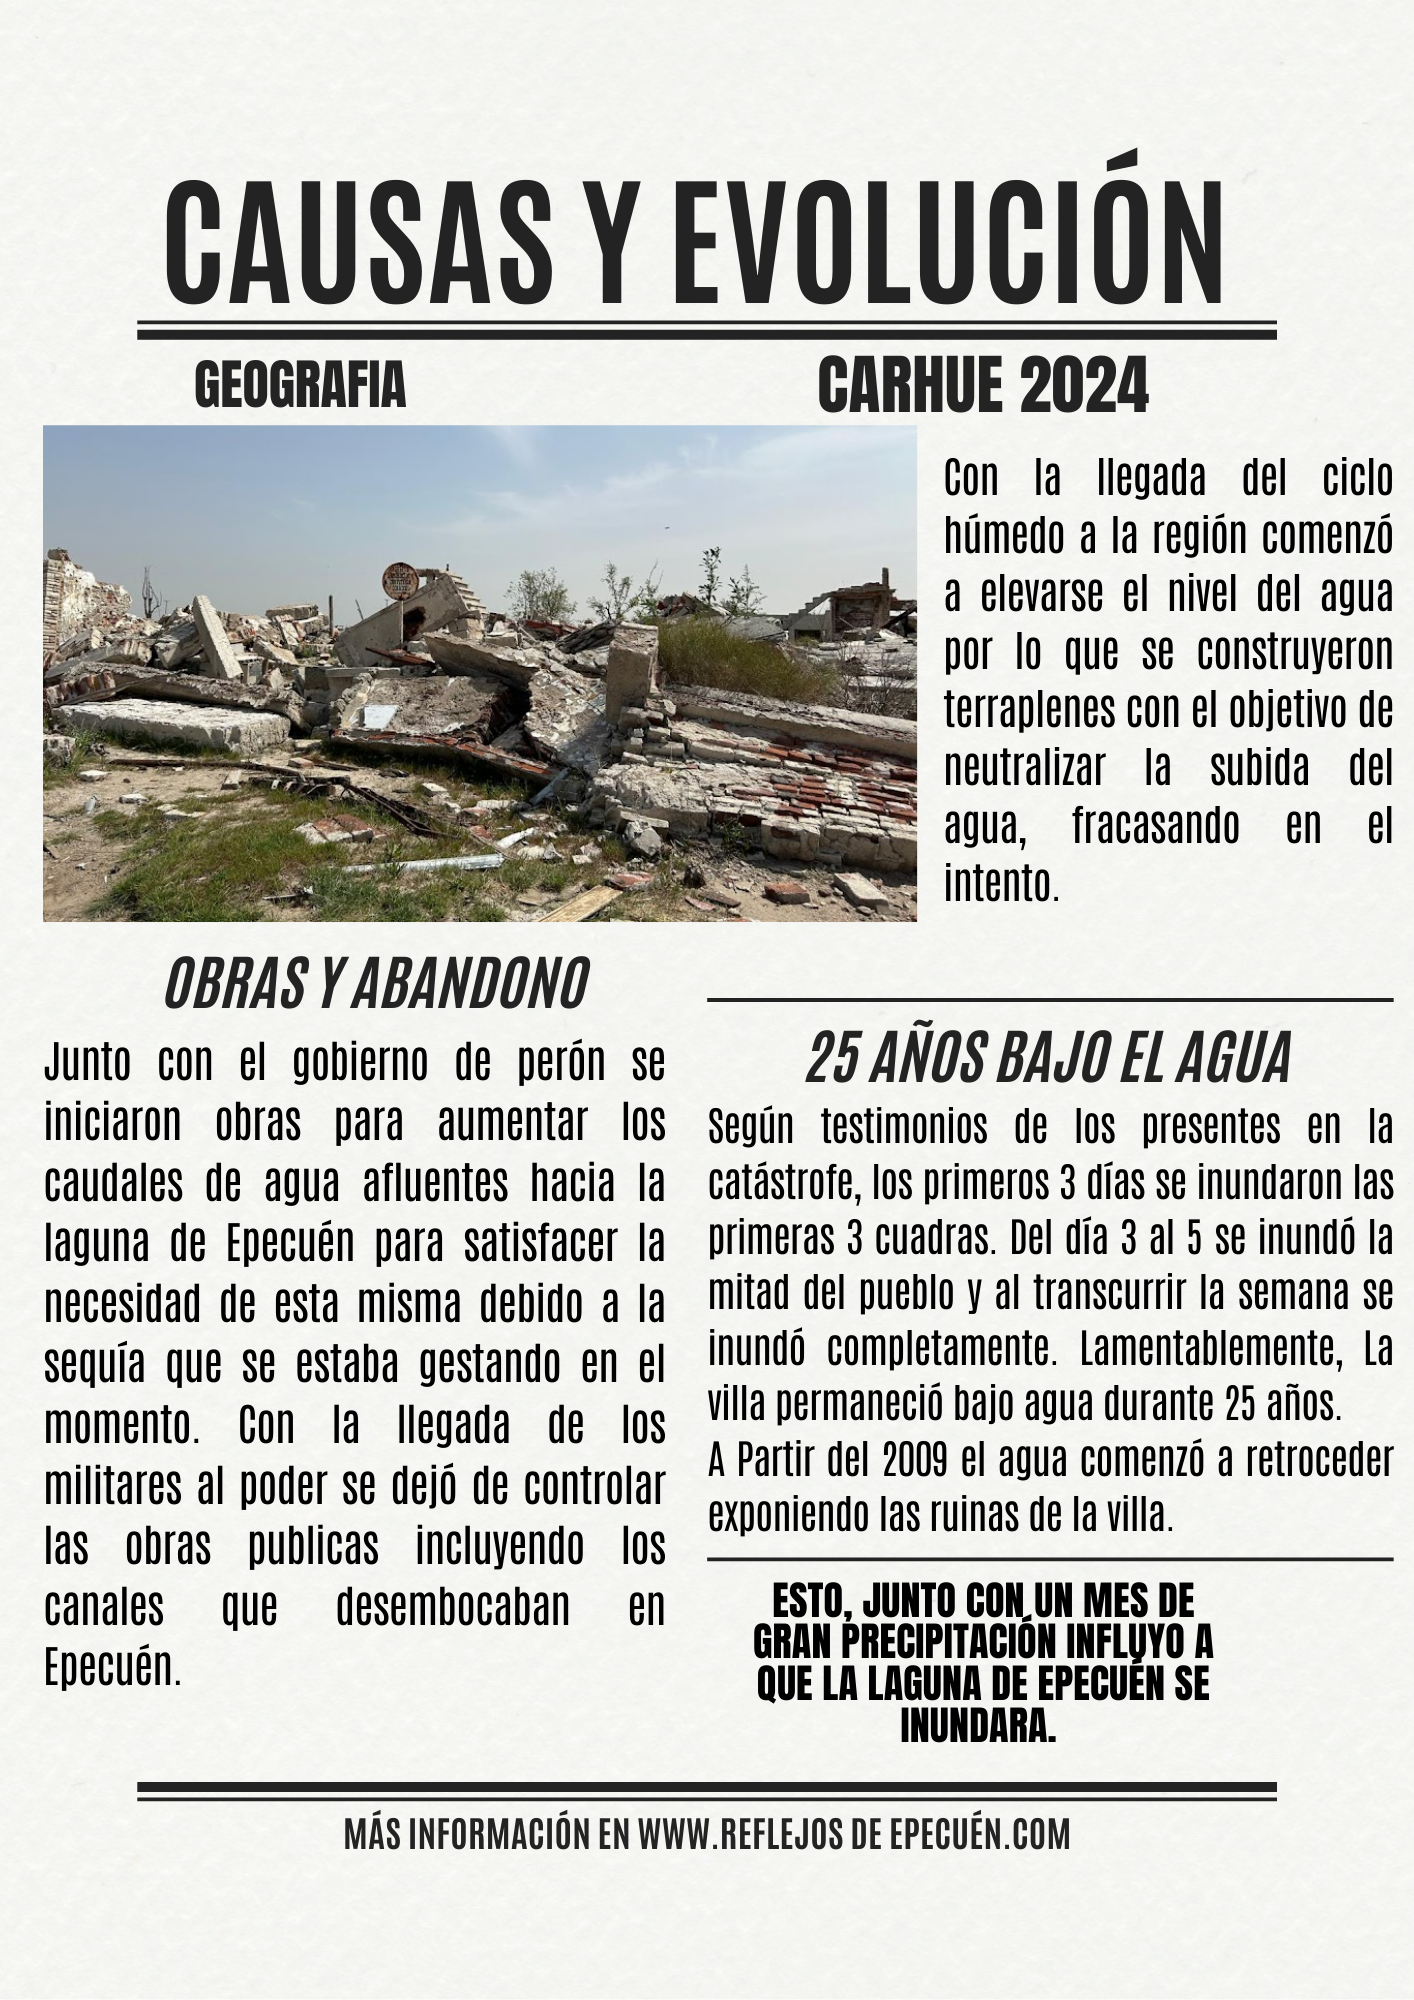 CAUSAS Y EVOLUCIÓN
GEOGRAFIA
CARHUE 2024
Con la llegada del ciclo
húmedo a la región comenzó
a elevarse el nivel del agua
por lo que se construyeron
terraplenes con el objetivo de
neutralizar la subida del
agua, fracasando en el
intento.
OBRAS Y ABANDONO
Junto con el gobierno de perón se
iniciaron obras para aumentar los
caudales de agua afluentes hacia la
laguna de Epecuén para satisfacer la
necesidad de esta misma debido a la
sequía que se estaba gestando en el
momento. Con la llegada de los
militares al poder se dejó de controlar
las obras publicas incluyendo los
canales que desembocaban en
Epecuén.
25 AÑOS BAJO EL AGUA
Según testimonios de los presentes en la
catástrofe, los primeros 3 días se inundaron las
primeras 3 cuadras. Del día 3 al 5 se inundó la
mitad del pueblo y al transcurrir la semana se
inundó completamente. Lamentablemente, La
villa permaneció bajo agua durante 25 años.
A Partir del 2009 el agua comenzó a retroceder
exponiendo las ruinas de la villa.
ESTO, JUNTO CON UN MES DE
GRAN PRECIPITACIÓN INFLUYO A
QUE LA LAGUNA DE EPECUÉN SE
INUNDARA.
MÁS INFORMACIÓN EN WWW.REFLEJOS DE EPECUÉN.COM